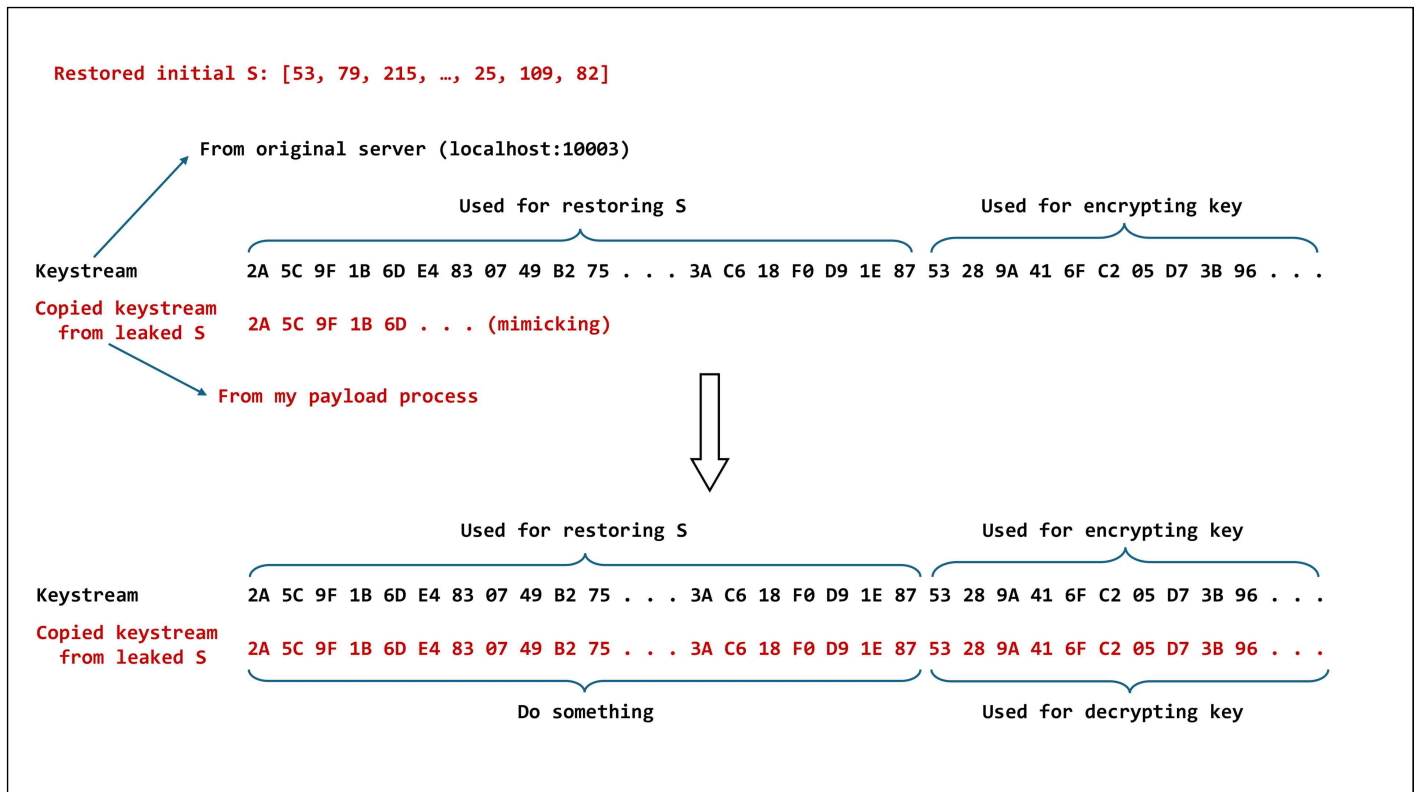 Restored initial S: [53, 79, 215, …, 25, 109, 82]
From original server (localhost:10003)
Used for restoring S Used for encrypting key
Keystream 2A 5C 9F 1B 6D E4 83 07 49 B2 75 . . . 3A C6 18 F0 D9 1E 87 53 28 9A 41 6F C2 05 D7 3B 96 . . .
Copied keystream
from leaked S
2A 5C 9F 1B 6D . . . (mimicking)
From my payload process
Used for restoring S Used for encrypting key
Keystream 2A 5C 9F 1B 6D E4 83 07 49 B2 75 . . . 3A C6 18 F0 D9 1E 87 53 28 9A 41 6F C2 05 D7 3B 96 . . .
Copied keystream
from leaked S
2A 5C 9F 1B 6D E4 83 07 49 B2 75 . . . 3A C6 18 F0 D9 1E 87 53 28 9A 41 6F C2 05 D7 3B 96 . . .
Do something Used for decrypting key